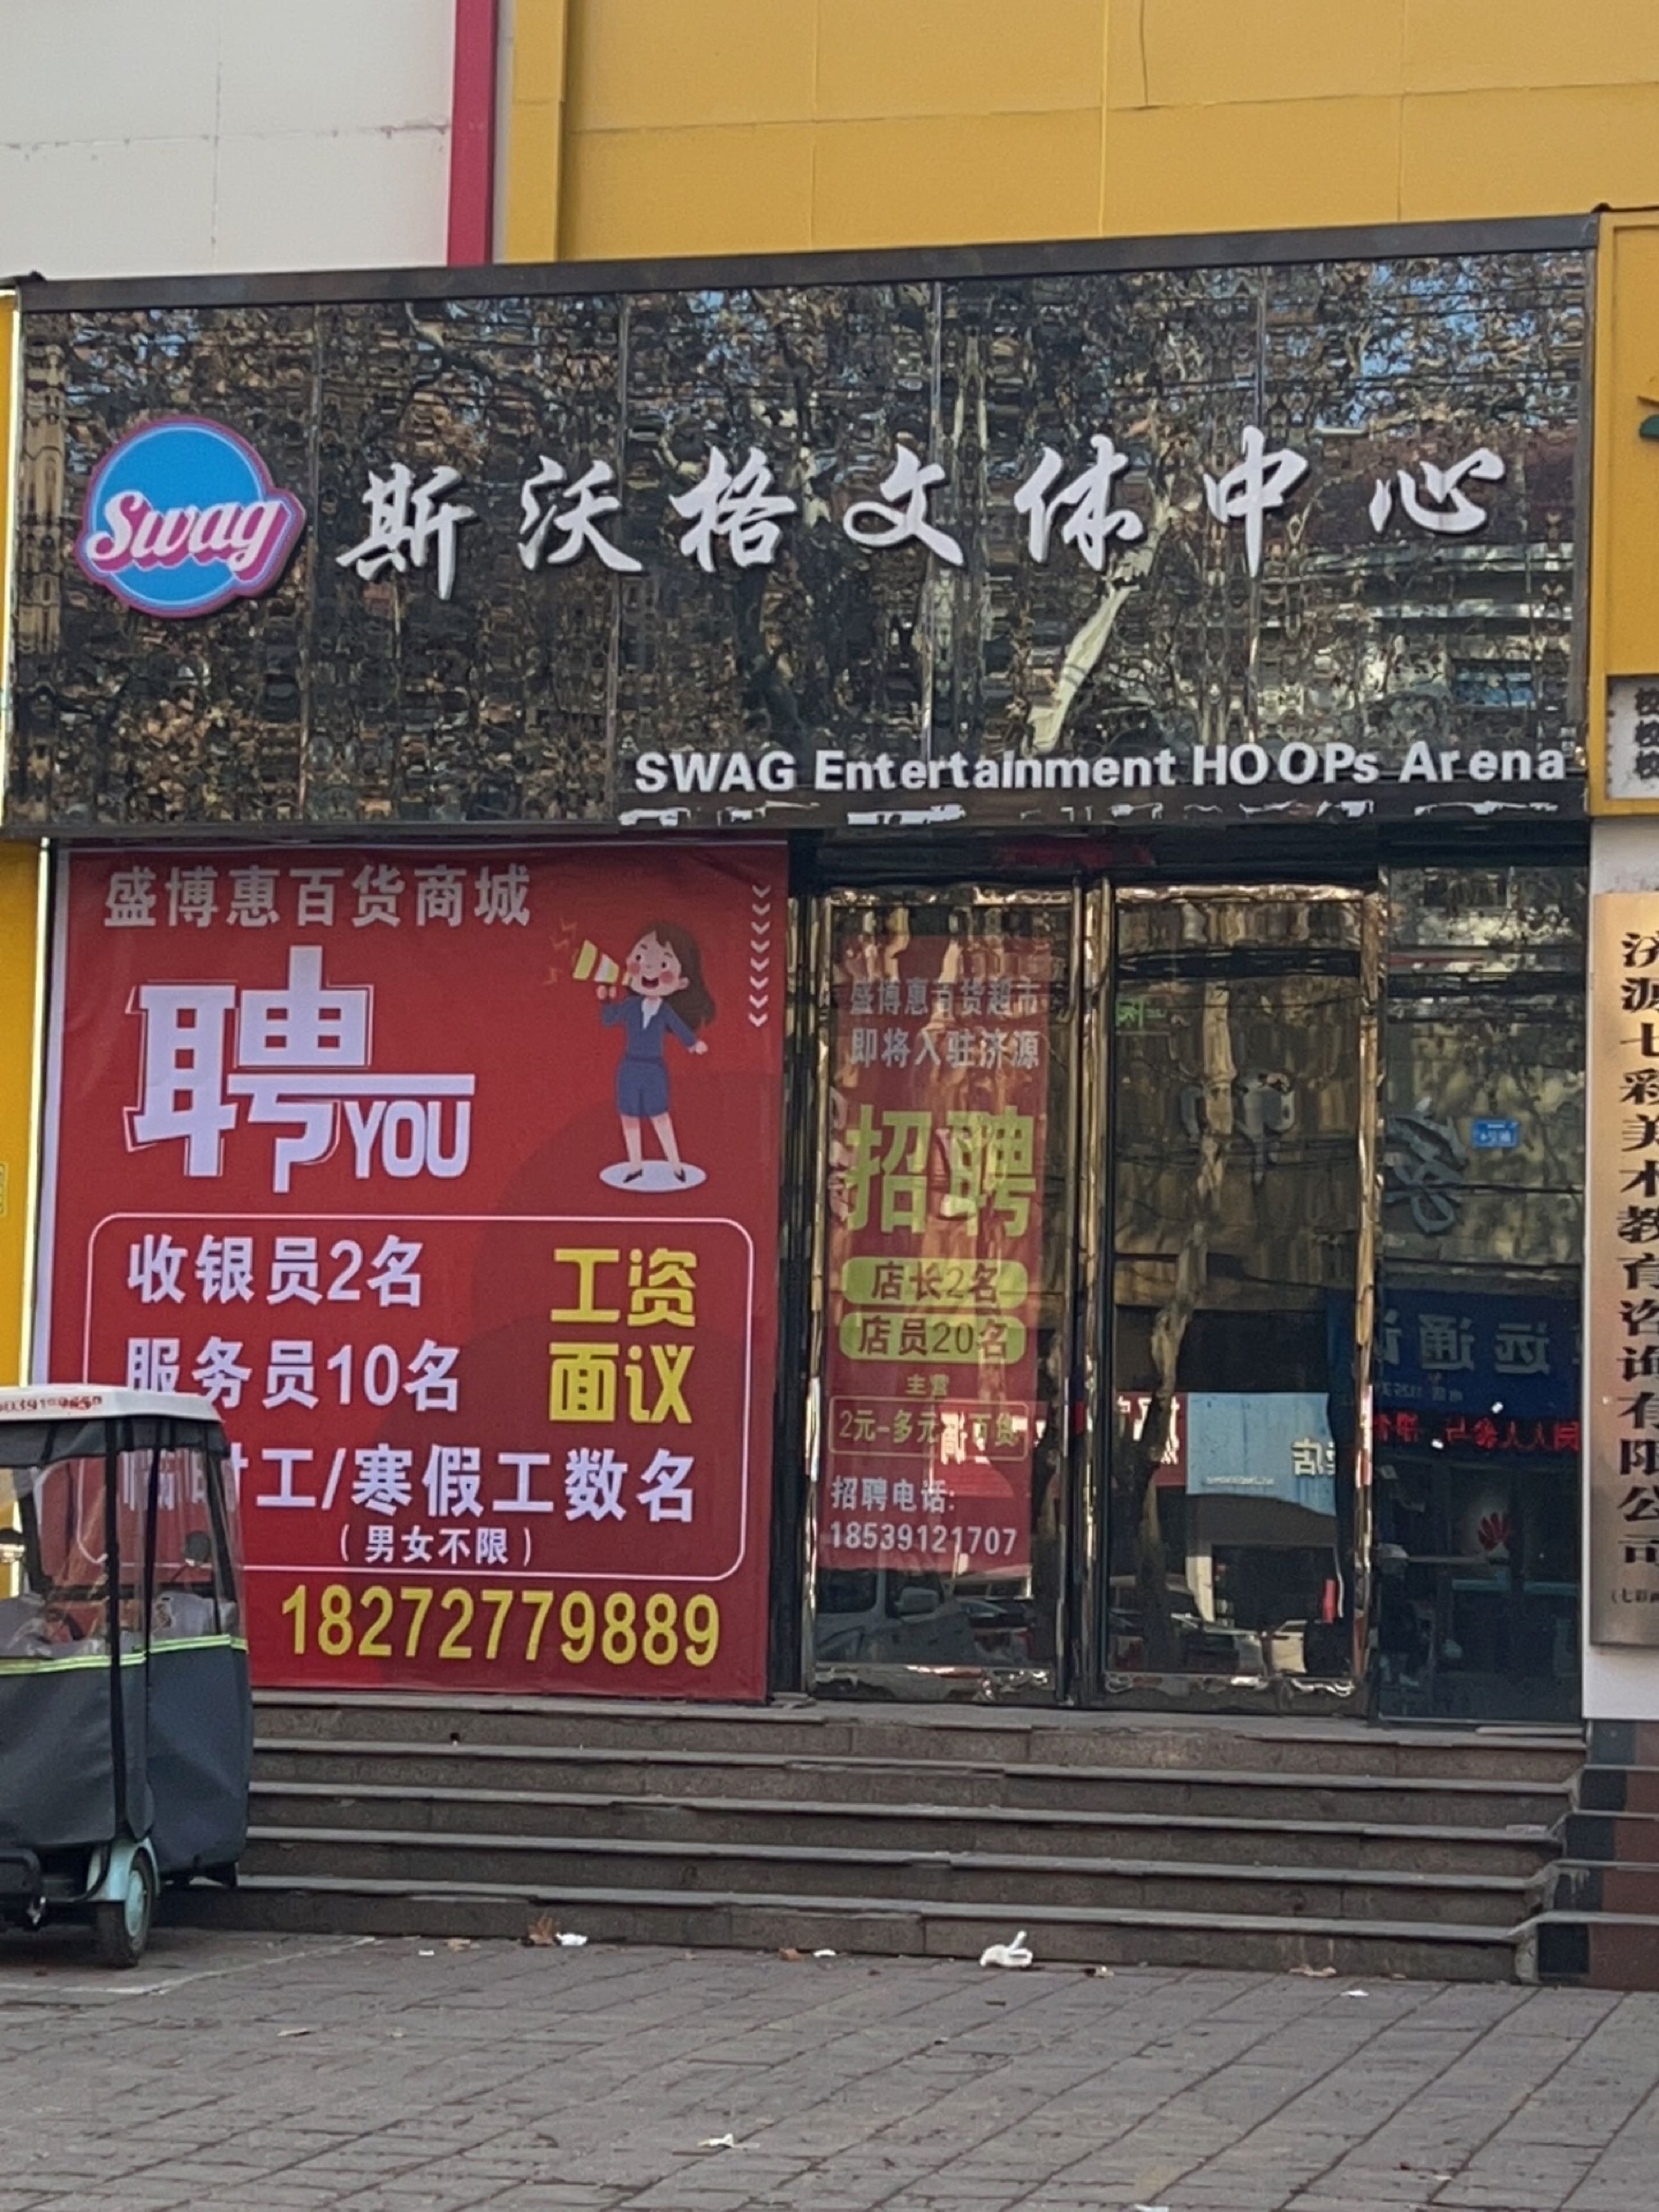 Swag
斯沃格文体中心
SWAG Entertainment HOOPs Arena
盛博惠百货商城
聘YOU
收银员2名
服务员10名
工资
面议
工/寒假工数名
(男女不限)
18272779889
盛博惠百货超市
即将入驻济源
招聘
店长2名
店员20名
主营
2元-多元百货
招聘电话:
18539121707
济源七彩美术教育咨询有限公司